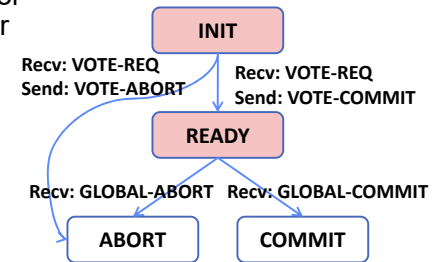 or
r
INIT
Recv: VOTE-REQ
Send: VOTE-ABORT
Recv: VOTE-REQ
Send: VOTE-COMMIT
READY
Recv: GLOBAL-ABORT
Recv: GLOBAL-COMMIT
ABORT
COMMIT